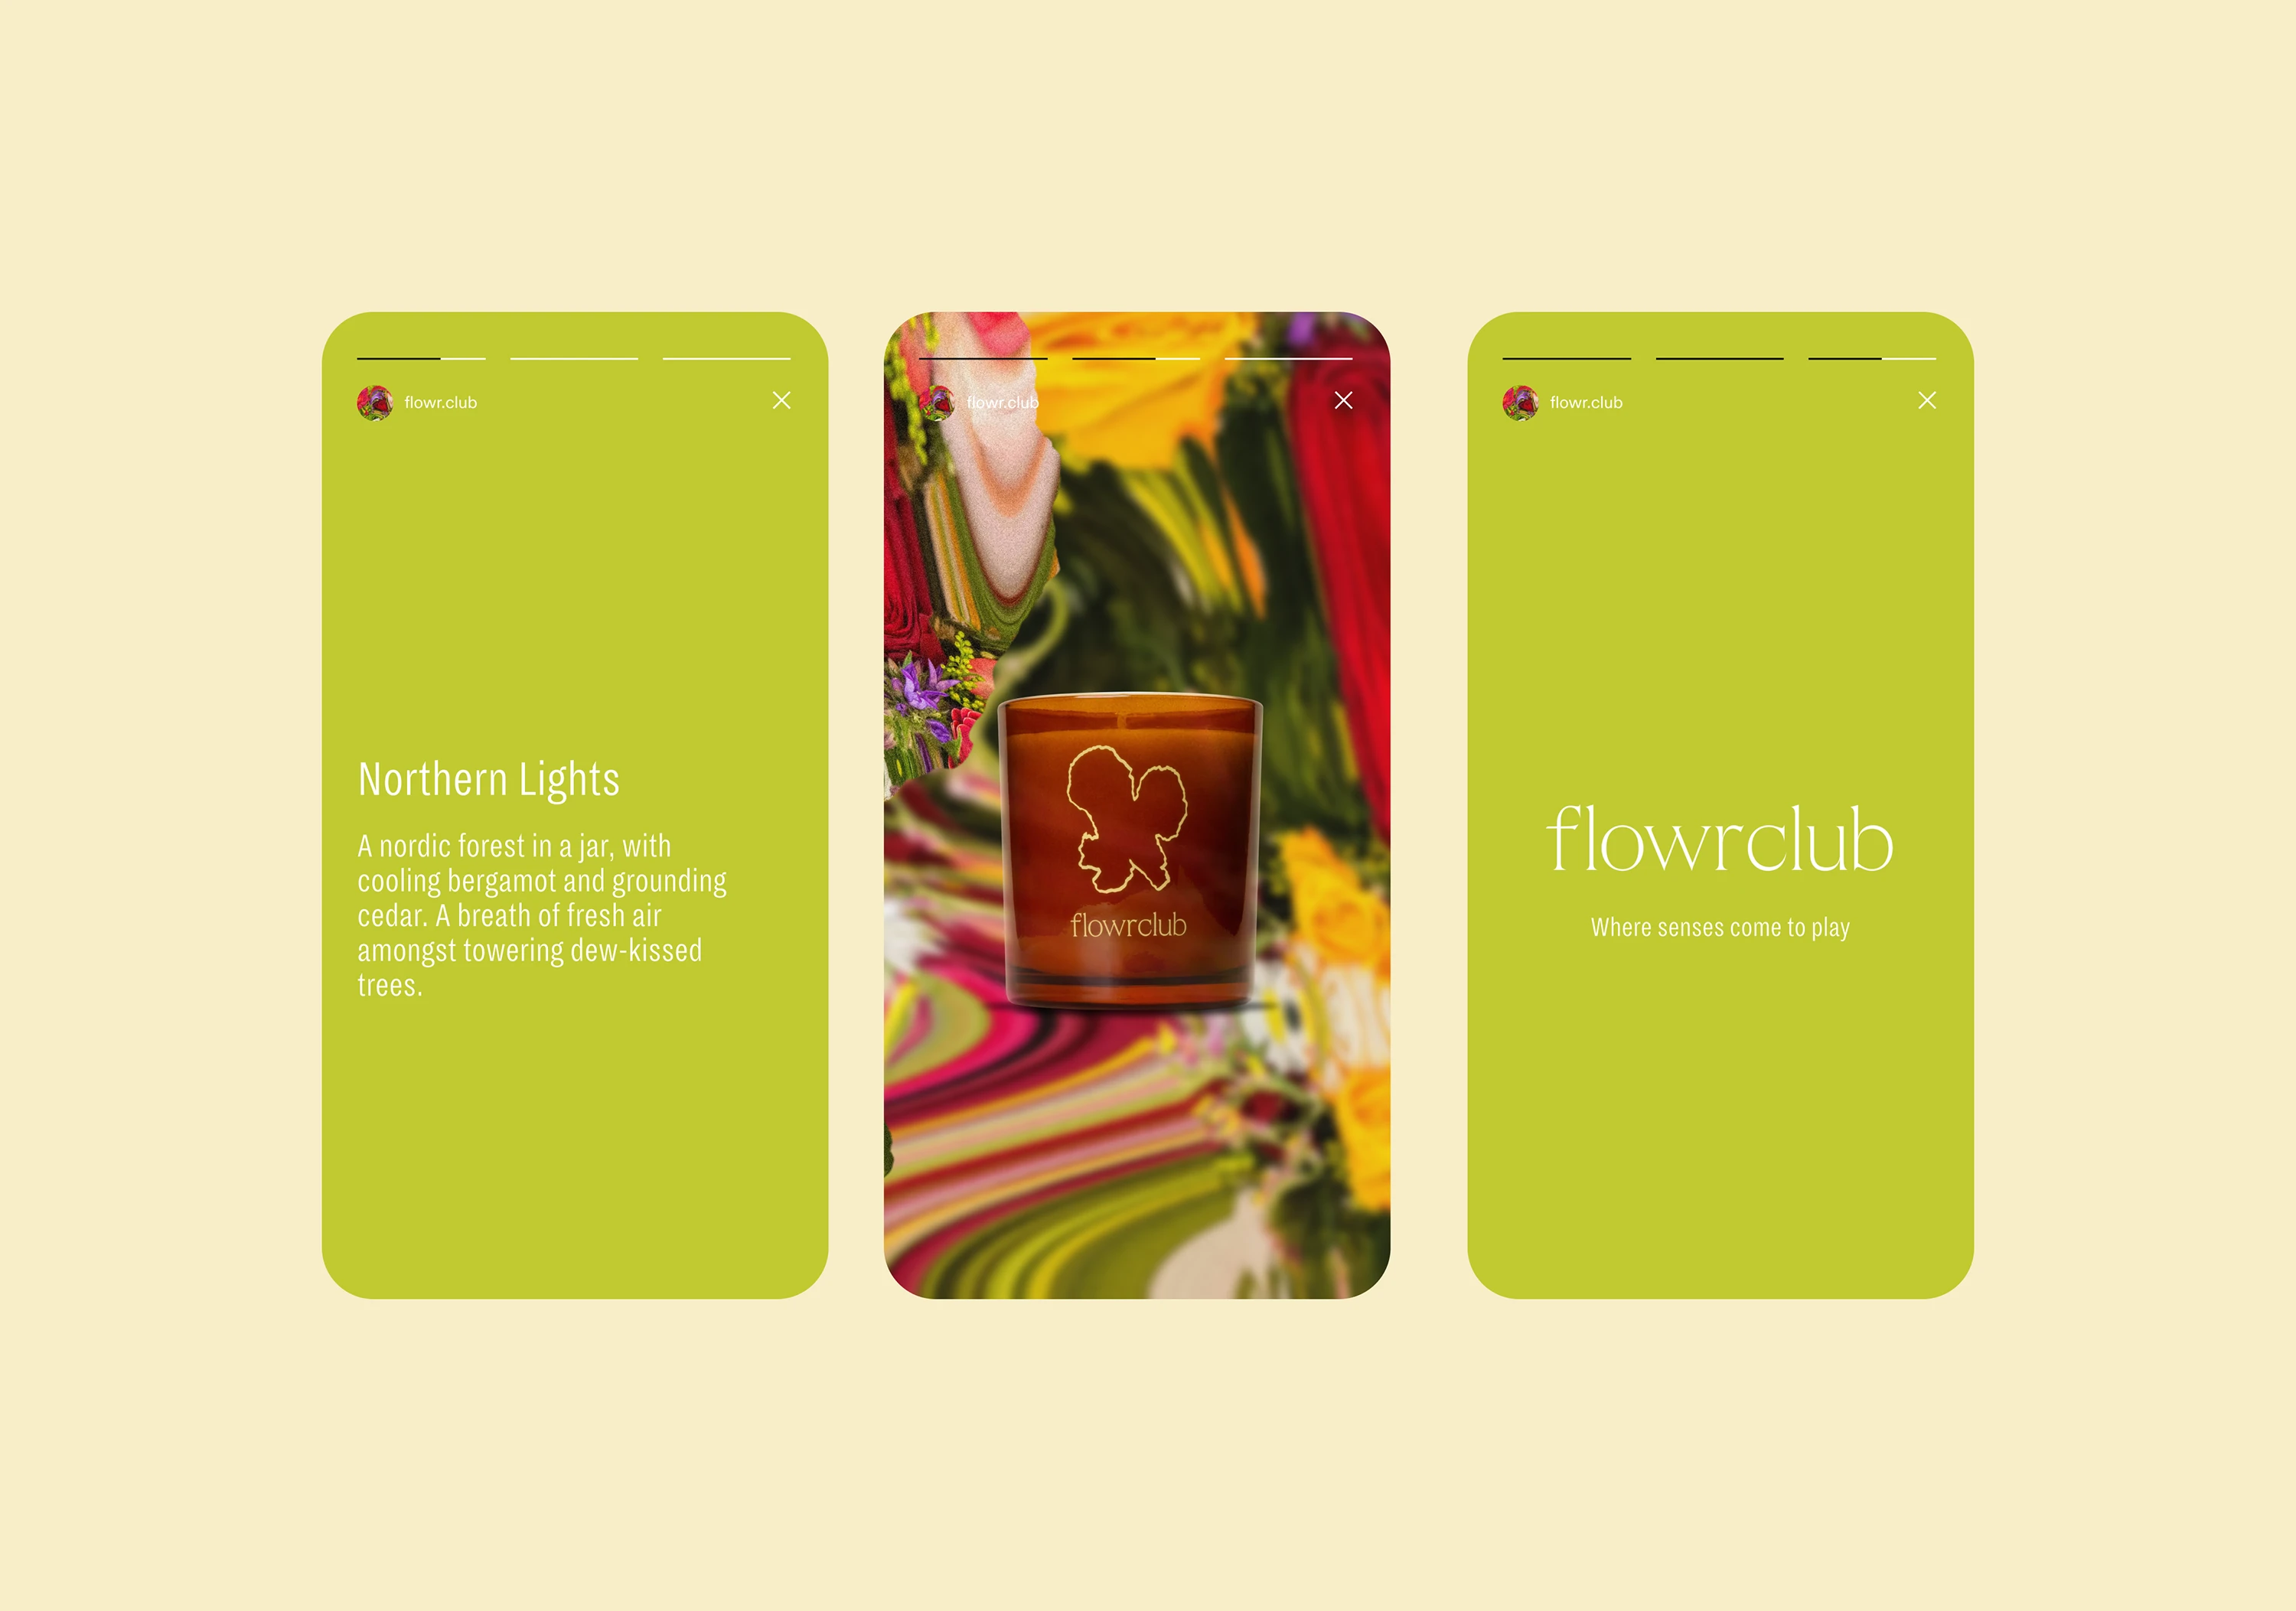 flowr.club
Northern Lights
A nordic forest in a jar, with
cooling bergamot and grounding
cedar. A breath of fresh air
amongst towering dew-kissed
trees.
flowr.club
flowrclub
flowr.club
flowrclub
Where senses come to play